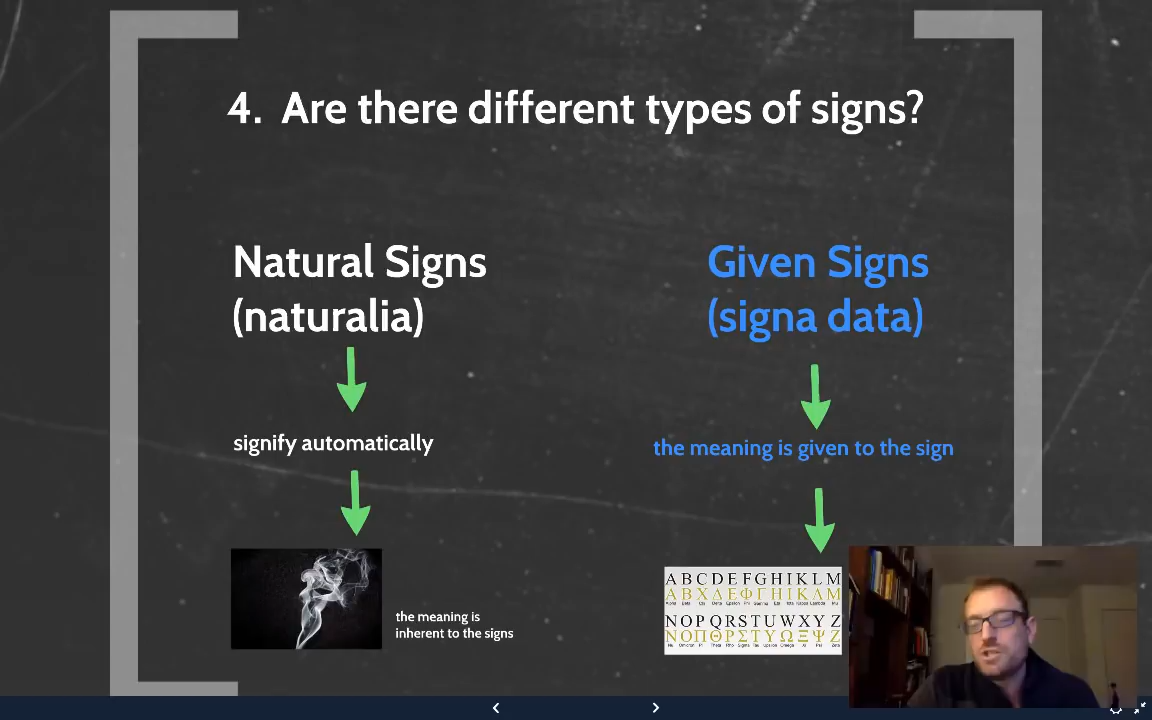 4. Are there different types of signs?
Natural Signs
(naturalia)
Given Signs
(signa data)
signify automatically
the meaning is given to the sign
the meaning is
inherent to the signs
A B C D E F G H I K L M
Α Β Χ Δ Ε Φ Γ Η Ι Κ Λ Μ
N O P Q R S T U W X Y Z
Ν Ο Π Θ Ρ Σ Τ Υ Ω Ξ Ψ Ζ